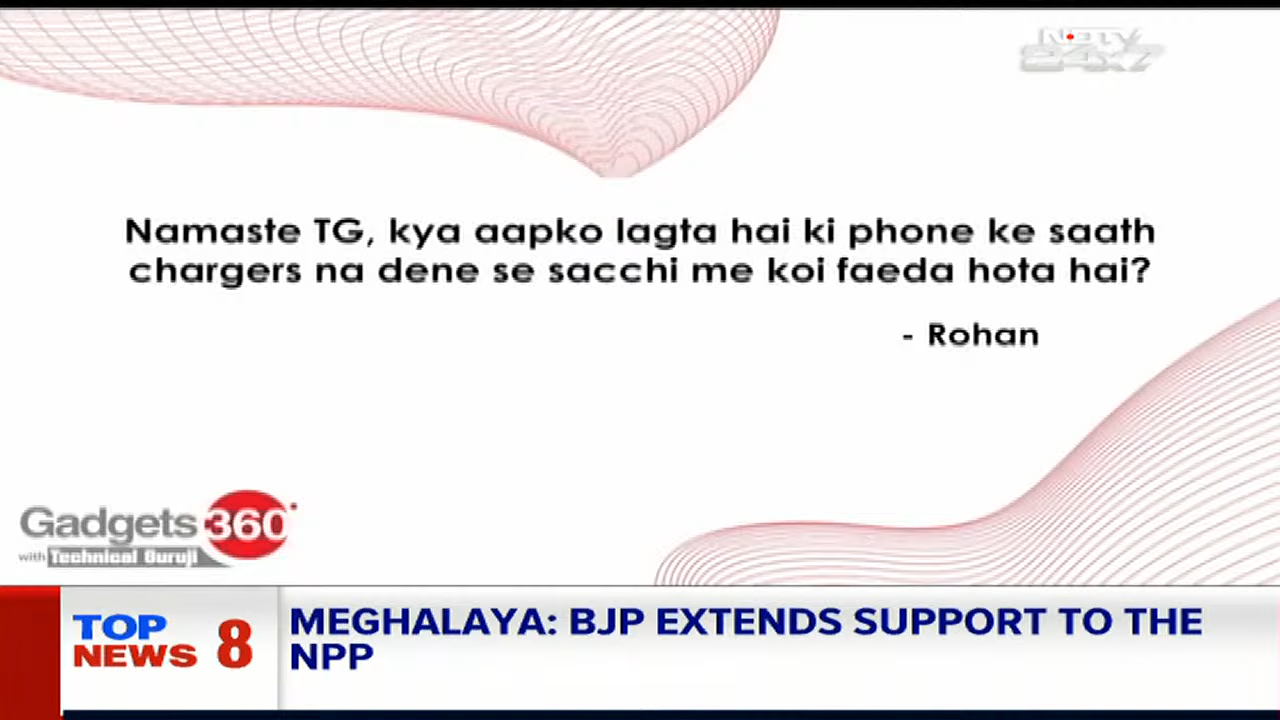 NDTV
24x7
Namaste TG, kya aapko lagta hai ki phone ke saath
chargers na dene se sacchi me koi faeda hota hai?
- Rohan
Gadgets 360°
with Technical Guruji
TOP
NEWS 8
MEGHALAYA: BJP EXTENDS SUPPORT TO THE
NPP